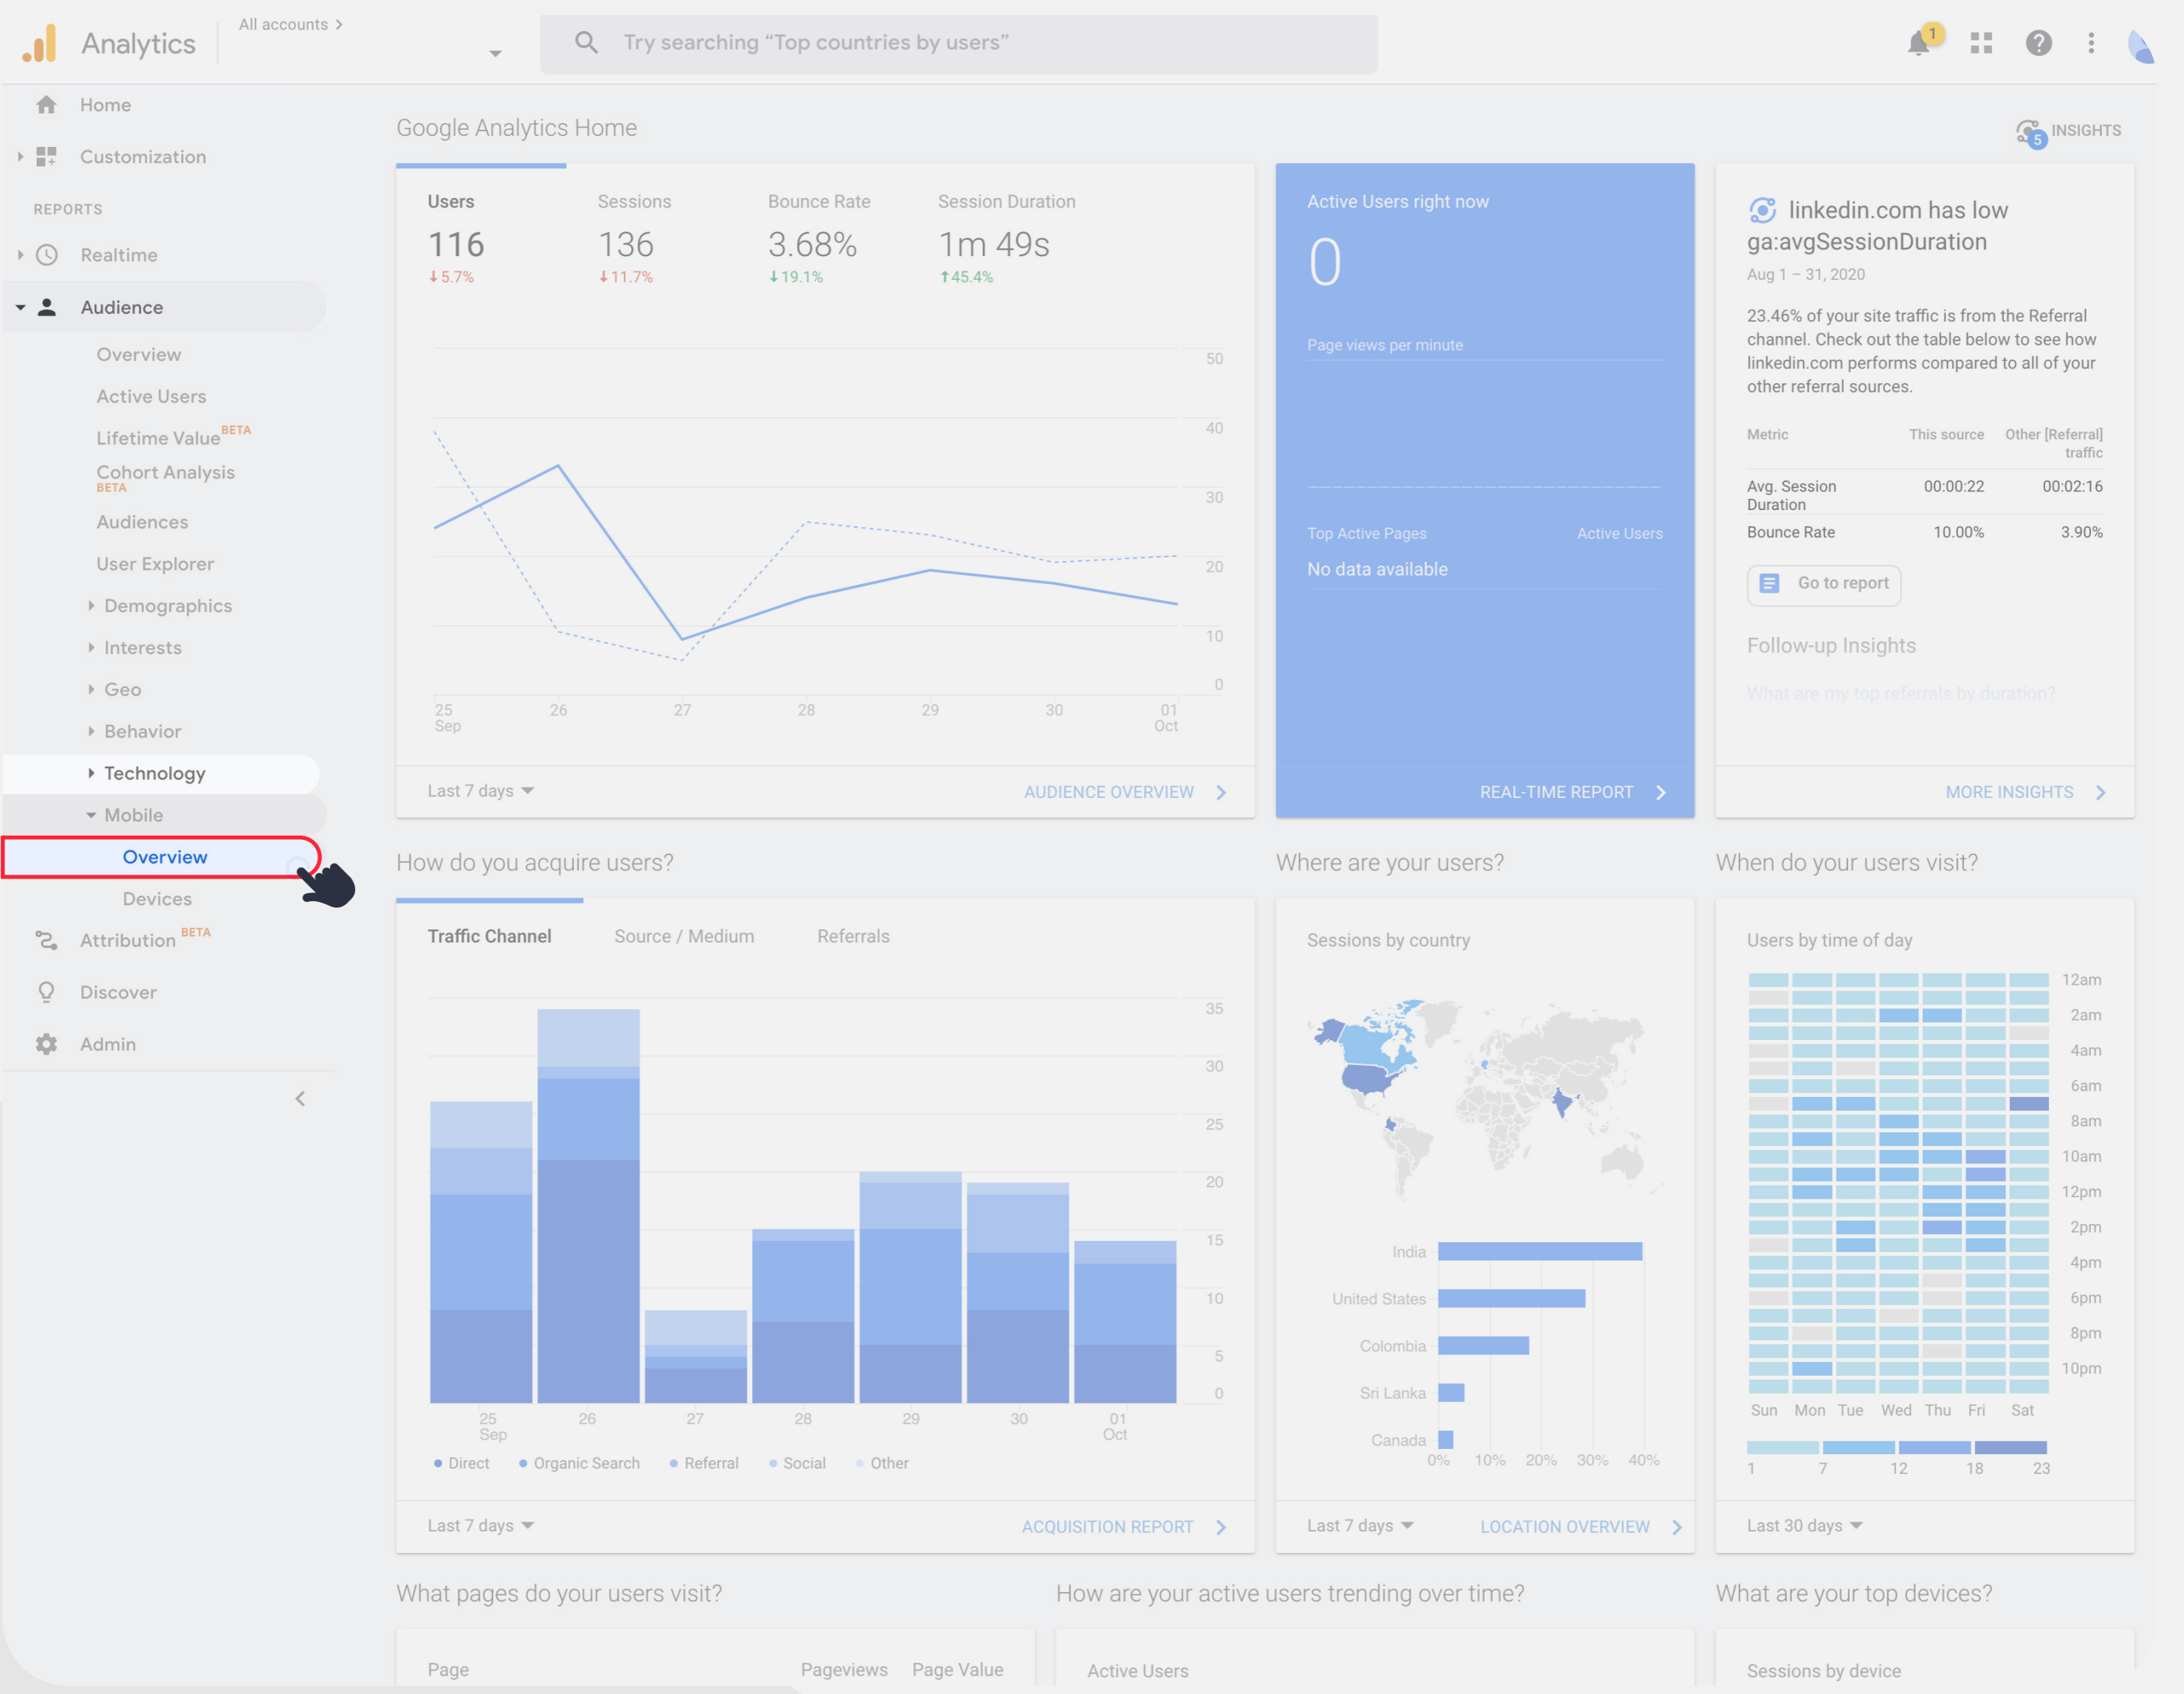 Analytics
All accounts >
Try searching “Top countries by users”
1
Home
Customization
REPORTS
Realtime
Audience
Overview
Active Users
Lifetime Value BETA
Cohort Analysis
BETA
Audiences
User Explorer
Demographics
Interests
Geo
Behavior
Technology
Mobile
Overview
Devices
Attribution BETA
Discover
Admin
Google Analytics Home
5 INSIGHTS
Users Sessions Bounce Rate Session Duration
116 136 3.68% 1m 49s
↓5.7% ↓11.7% ↓19.1% ↑45.4%
50
40
30
20
10
0
25 26 27 28 29 30 01
Sep Oct
Last 7 days AUDIENCE OVERVIEW
Active Users right now
0
Page views per minute
Top Active Pages Active Users
No data available
REAL-TIME REPORT
linkedin.com has low
ga:avgSessionDuration
Aug 1 – 31, 2020
23.46% of your site traffic is from the Referral
channel. Check out the table below to see how
linkedin.com performs compared to all of your
other referral sources.
Metric This source Other [Referral]
traffic
Avg. Session 00:00:22 00:02:16
Duration
Bounce Rate 10.00% 3.90%
Go to report
Follow-up Insights
What are my top referrals by duration?
MORE INSIGHTS
How do you acquire users?
Traffic Channel Source / Medium Referrals
35
30
25
20
15
10
5
0
25 26 27 28 29 30 01
Sep Oct
Direct Organic Search Referral Social Other
Last 7 days ACQUISITION REPORT
Where are your users?
Sessions by country
India
United States
Colombia
Sri Lanka
Canada
0% 10% 20% 30% 40%
Last 7 days LOCATION OVERVIEW
When do your users visit?
Users by time of day
12am
2am
4am
6am
8am
10am
12pm
2pm
4pm
6pm
8pm
10pm
Sun Mon Tue Wed Thu Fri Sat
1 7 12 18 23
Last 30 days
What pages do your users visit?
Page Pageviews Page Value
How are your active users trending over time?
Active Users
What are your top devices?
Sessions by device